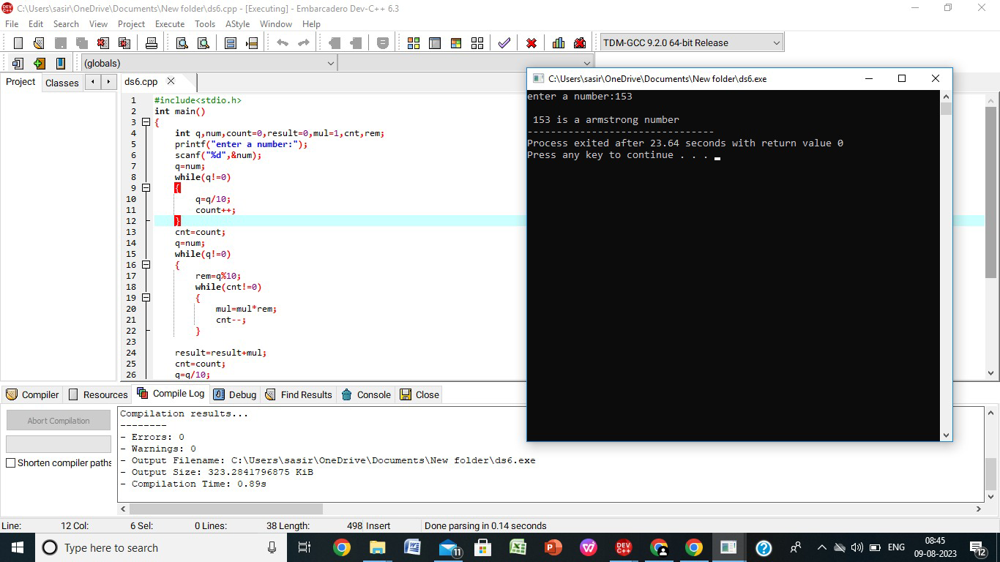 C:\Users\sasir\OneDrive\Documents\New folder\ds6.cpp - [Executing] - Embarcadero Dev-C++ 6.3
File Edit Search View Project Execute Tools AStyle Window Help
TDM-GCC 9.2.0 64-bit Release
(globals)
Project Classes
ds6.cpp
1 #include<stdio.h>
2 int main()
3 {
4 int q,num,count=0,result=0,mul=1,cnt,rem;
5 printf("enter a number:");
6 scanf("%d",&num);
7 q=num;
8 while(q!=0)
9 {
10 q=q/10;
11 count++;
12 }
13 cnt=count;
14 q=num;
15 while(q!=0)
16 {
17 rem=q%10;
18 while(cnt!=0)
19 {
20 mul=mul*rem;
21 cnt--;
22 }
23
24 result=result+mul;
25 cnt=count;
26 q=q/10;
C:\Users\sasir\OneDrive\Documents\New folder\ds6.exe
enter a number:153
153 is a armstrong number
--------------------------------
Process exited after 23.64 seconds with return value 0
Press any key to continue . . .
Compiler Resources Compile Log Debug Find Results Console Close
Abort Compilation
Shorten compiler paths
Compilation results...
--------
- Errors: 0
- Warnings: 0
- Output Filename: C:\Users\sasir\OneDrive\Documents\New folder\ds6.exe
- Output Size: 323.2841796875 KiB
- Compilation Time: 0.89s
Line: 12 Col: 6 Sel: 0 Lines: 38 Length: 498 Insert Done parsing in 0.14 seconds
Type here to search
11
DEV C++
ENG
08:45
09-08-2023
12